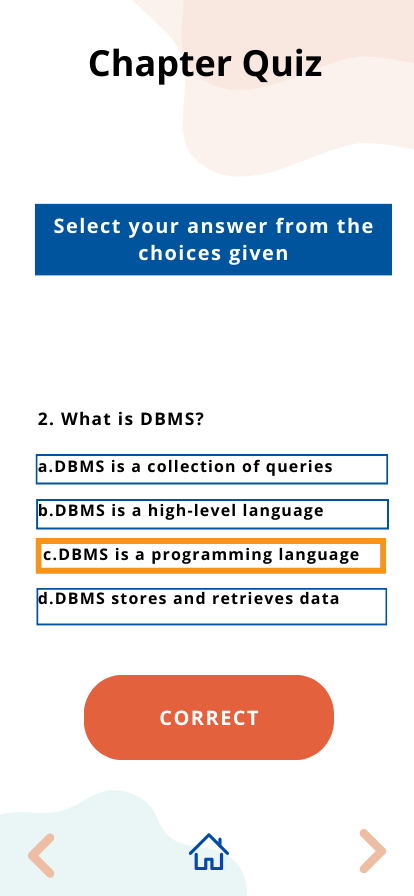 Chapter Quiz
Select your answer from the
choices given
2. What is DBMS?
a.DBMS is a collection of queries
b.DBMS is a high-level language
c.DBMS is a programming language
d.DBMS stores and retrieves data
CORRECT